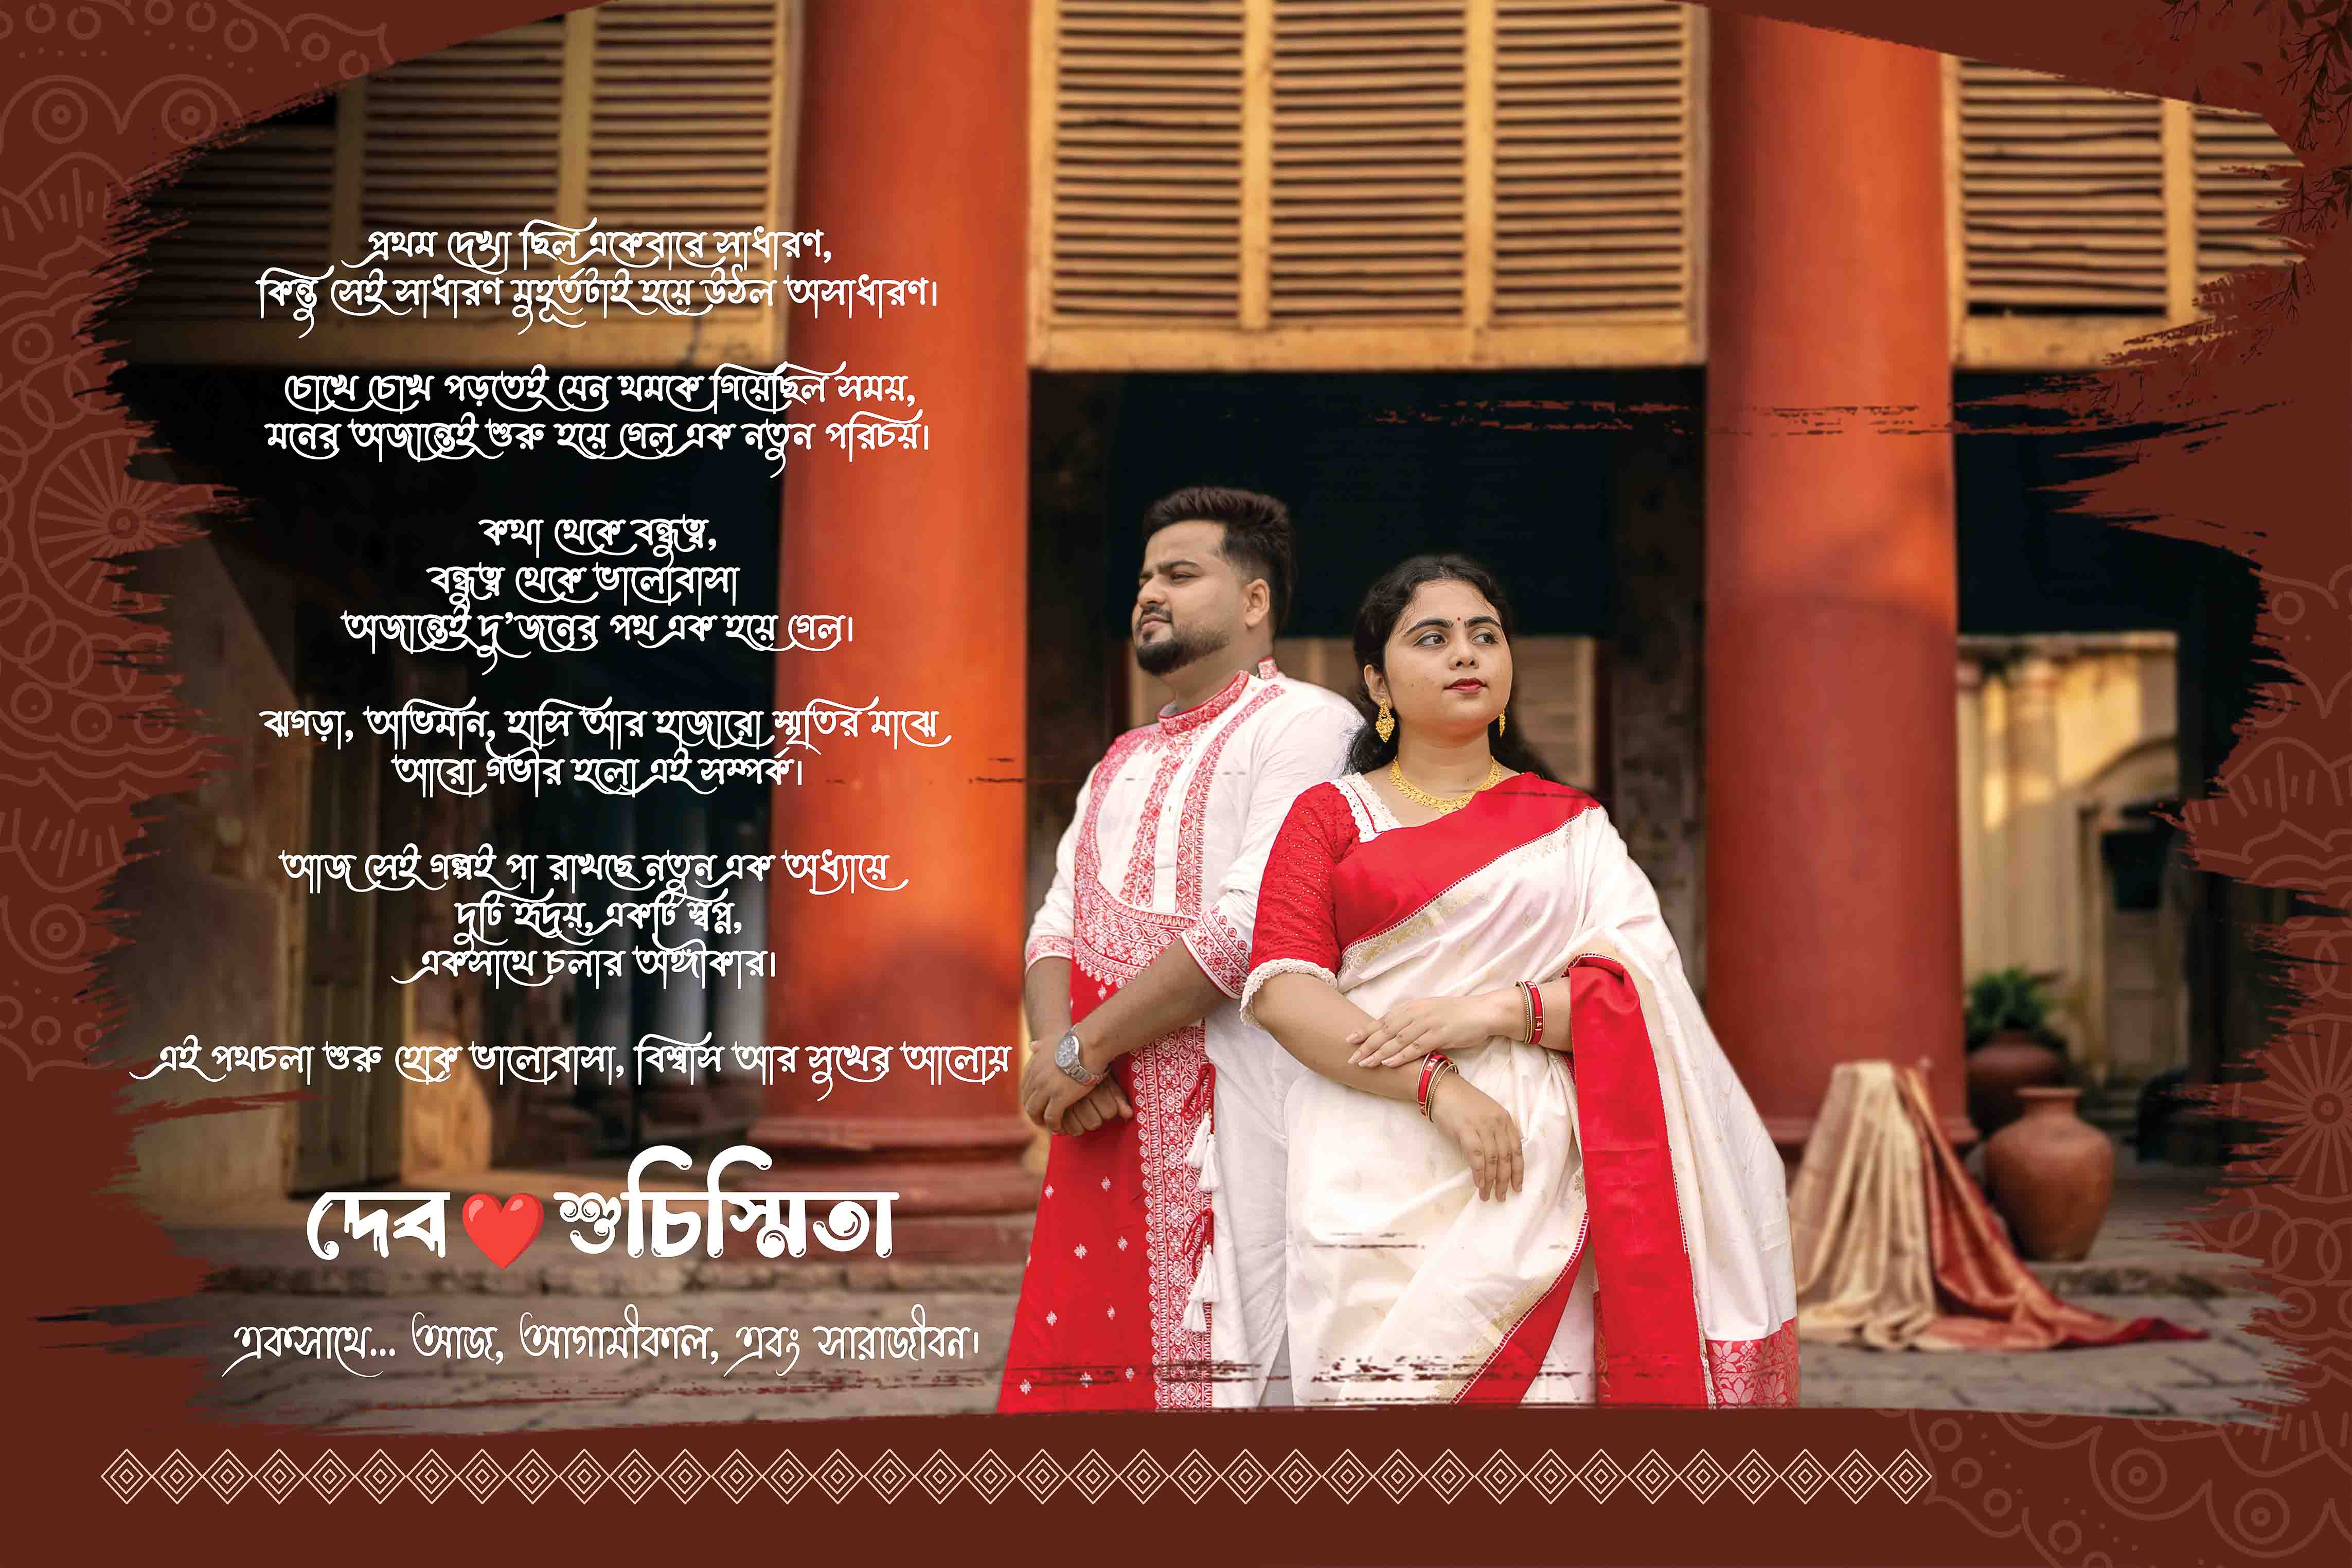 প্রথম দেখা ছিল একেবারে সাধারণ,
কিন্তু সেই সাধারণ মুহূর্তটাই হয়ে উঠল অসাধারণ।
চোখে চোখ পড়তেই যেন থমকে গিয়েছিল সময়,
মনের অজান্তেই শুরু হয়ে গেল এক নতুন পরিচয়।
কথা থেকে বন্ধুত্ব,
বন্ধুত্ব থেকে ভালোবাসা
অজান্তেই দু’জনের পথ এক হয়ে গেল।
ঝগড়া, অভিমান, হাসি আর হাজারো স্মৃতির মাঝে
আরো গভীর হলো এই সম্পর্ক।
আজ সেই গল্পই পা রাখছে নতুন এক অধ্যায়ে
দুটি হৃদয়, একটি স্বপ্ন,
একসাথে চলার অঙ্গীকার।
এই পথচলা শুরু হোক ভালোবাসা, বিশ্বাস আর সুখের আলোয়
দেব❤️শুচিস্মিতা
একসাথে... আজ, আগামীকাল, এবং সারাজীবন।